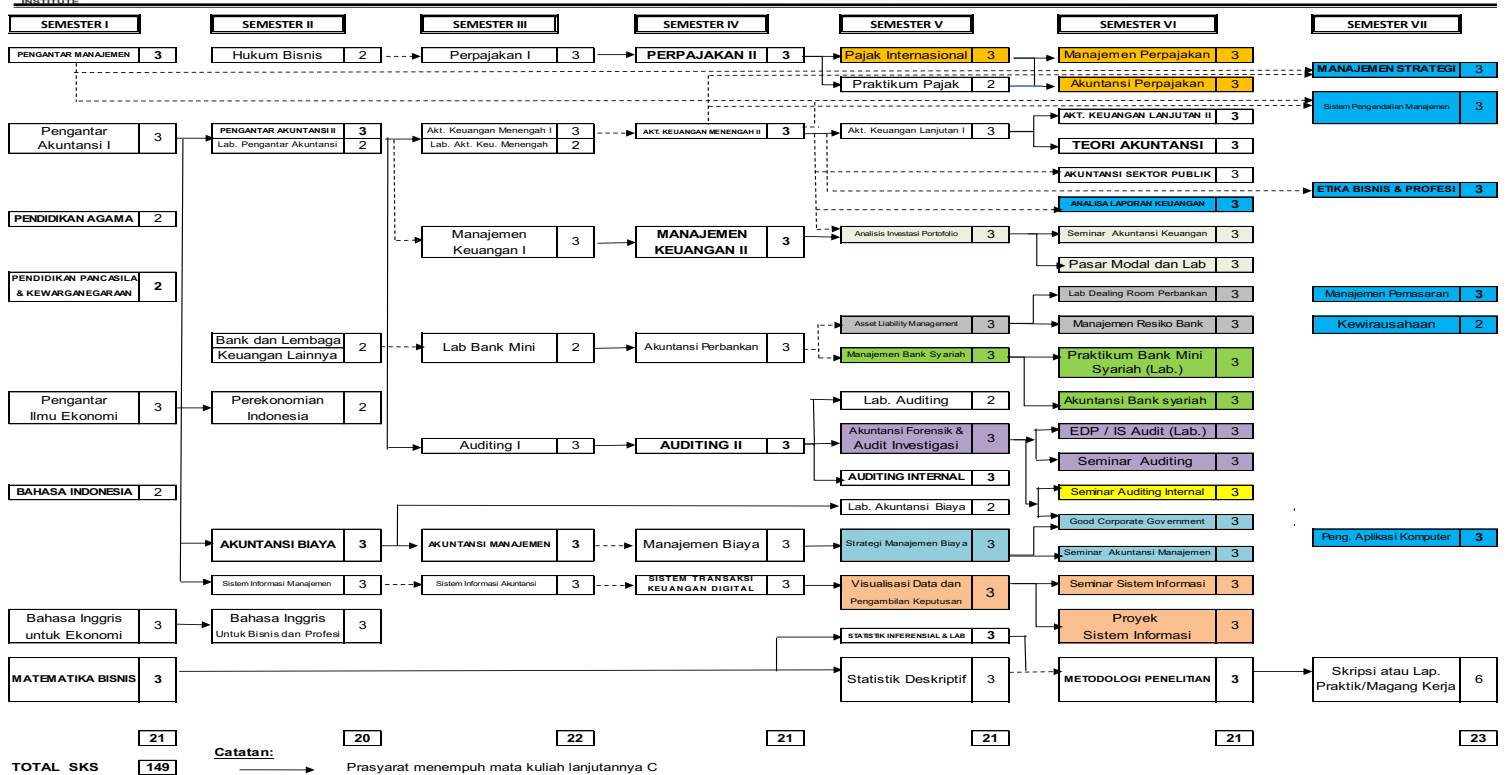 INSTITUTE
SEMESTER I
SEMESTER II
SEMESTER III
SEMESTER IV
SEMESTER V
SEMESTER VI
SEMESTER VII
PENGANTAR MANAJEMEN 3
Hukum Bisnis 2
Perpajakan I 3
PERPAJAKAN II 3
Pajak Internasional 3
Manajemen Perpajakan 3
MANAJEMEN STRATEGI 3
Praktikum Pajak 2
Akuntansi Perpajakan 3
Sistem Pengendalian Manajemen 3
AKT. KEUANGAN LANJUTAN II 3
Pengantar
Akuntansi I 3
PENGANTAR AKUNTANSI II 3
Lab. Pengantar Akuntansi 2
Akt. Keuangan Menengah I 3
Lab. Akt. Keu. Menengah 2
AKT. KEUANGAN MENENGAH II 3
Akt. Keuangan Lanjutan I 3
TEORI AKUNTANSI 3
AKUNTANSI SEKTOR PUBLIK 3
ETIKA BISNIS & PROFESI 3
ANALISA LAPORAN KEUANGAN 3
PENDIDIKAN AGAMA 2
Manajemen
Keuangan I 3
MANAJEMEN
KEUANGAN II 3
Analisis Investasi Portofolio 3
Seminar Akuntansi Keuangan 3
Pasar Modal dan Lab 3
PENDIDIKAN PANCASILA
& KEWARGANEGARAAN 2
Lab Dealing Room Perbankan 3
Manajemen Pemasaran 3
Asset Liability Management 3
Manajemen Resiko Bank 3
Kewirausahaan 2
Bank dan Lembaga
Keuangan Lainnya 2
Lab Bank Mini 2
Akuntansi Perbankan 3
Manajemen Bank Syariah 3
Praktikum Bank Mini
Syariah (Lab.) 3
Pengantar
Ilmu Ekonomi 3
Perekonomian
Indonesia 2
Lab. Auditing 2
Akuntansi Bank syariah 3
Auditing I 3
AUDITING II 3
Akuntansi Forensik &
Audit Investigasi 3
EDP / IS Audit (Lab.) 3
Seminar Auditing 3
AUDITING INTERNAL 3
BAHASA INDONESIA 2
Seminar Auditing Internal 3
Lab. Akuntansi Biaya 2
Good Corporate Government 3
AKUNTANSI BIAYA 3
AKUNTANSI MANAJEMEN 3
Manajemen Biaya 3
Strategi Manajemen Biaya 3
Seminar Akuntansi Manajemen 3
Peng. Aplikasi Komputer 3
Sistem Informasi Manajemen 3
Sistem Informasi Akuntansi 3
SISTEM TRANSAKSI
KEUANGAN DIGITAL 3
Visualisasi Data dan
Pengambilan Keputusan 3
Seminar Sistem Informasi 3
Bahasa Inggris
untuk Ekonomi 3
Bahasa Inggris
Untuk Bisnis dan Profesi 3
Proyek
Sistem Informasi 3
STATISTIK INFERENSIAL & LAB 3
MATEMATIKA BISNIS 3
Statistik Deskriptif 3
METODOLOGI PENELITIAN 3
Skripsi atau Lap.
Praktik/Magang Kerja 6
21
20
22
21
21
21
23
Catatan:
TOTAL SKS 149
Prasyarat menempuh mata kuliah lanjutannya C